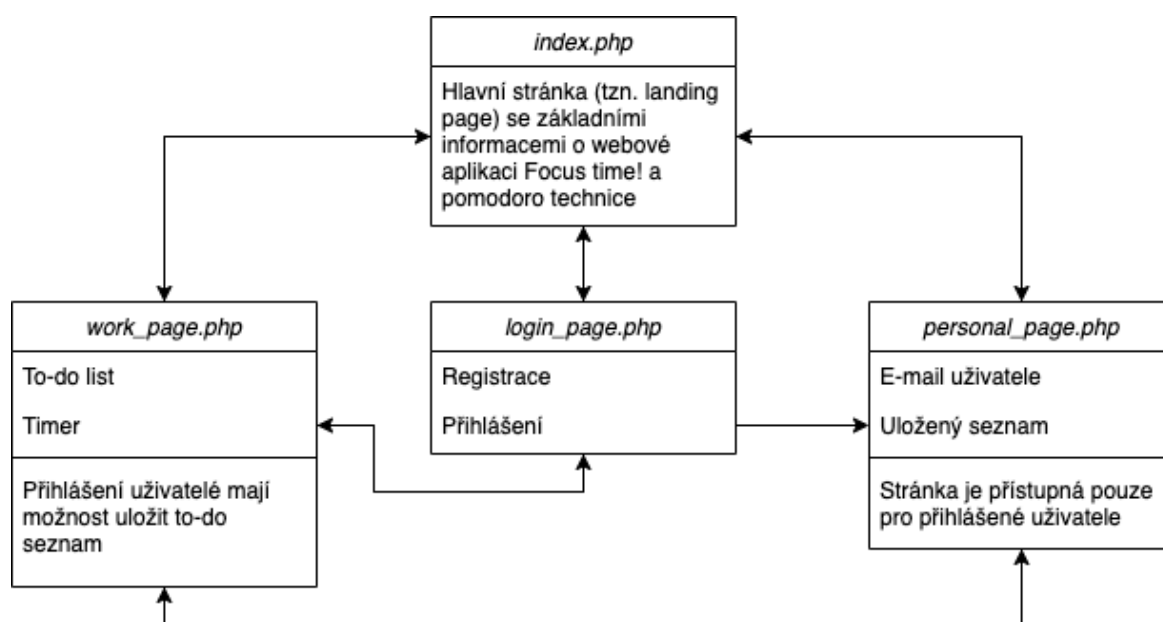 index.php
Hlavní stránka (tzn. landing
page) se základními
informacemi o webové
aplikaci Focus time! a
pomodoro technice
work_page.php
To-do list
Timer
Přihlášení uživatelé mají
možnost uložit to-do
seznam
login_page.php
Registrace
Přihlášení
personal_page.php
E-mail uživatele
Uložený seznam
Stránka je přístupná pouze
pro přihlášené uživatele